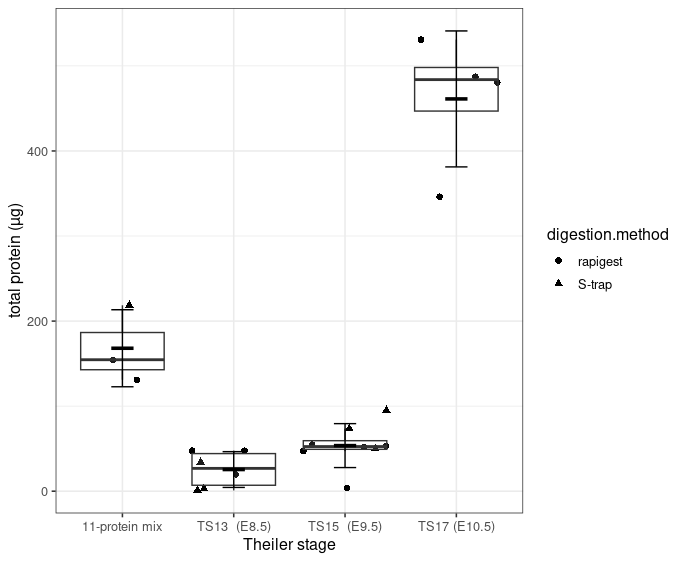 total protein (µg)
400
200
0
11-protein mix
TS13  (E8.5)
TS15  (E9.5)
TS17 (E10.5)
Theiler stage
digestion.method
rapigest
S-trap